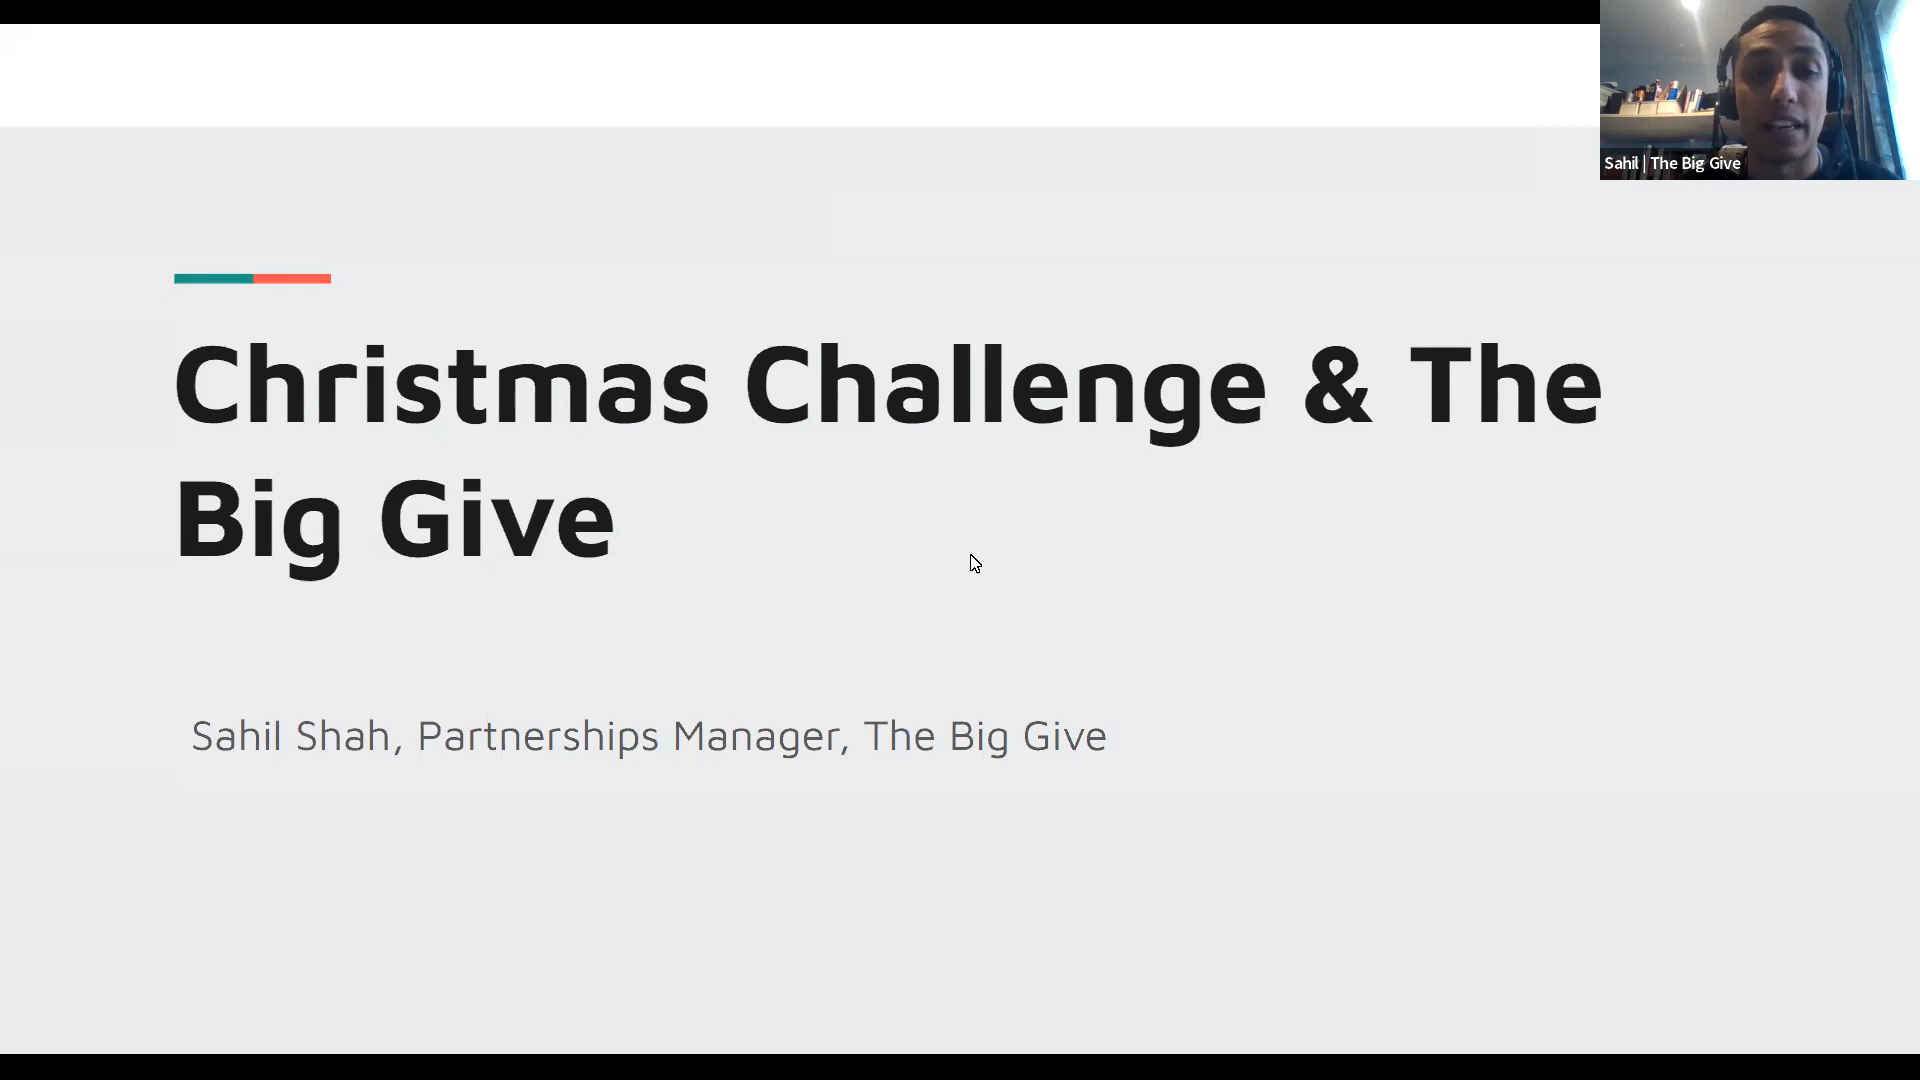 Sahil | The Big Give
Christmas Challenge & The
Big Give
Sahil Shah, Partnerships Manager, The Big Give